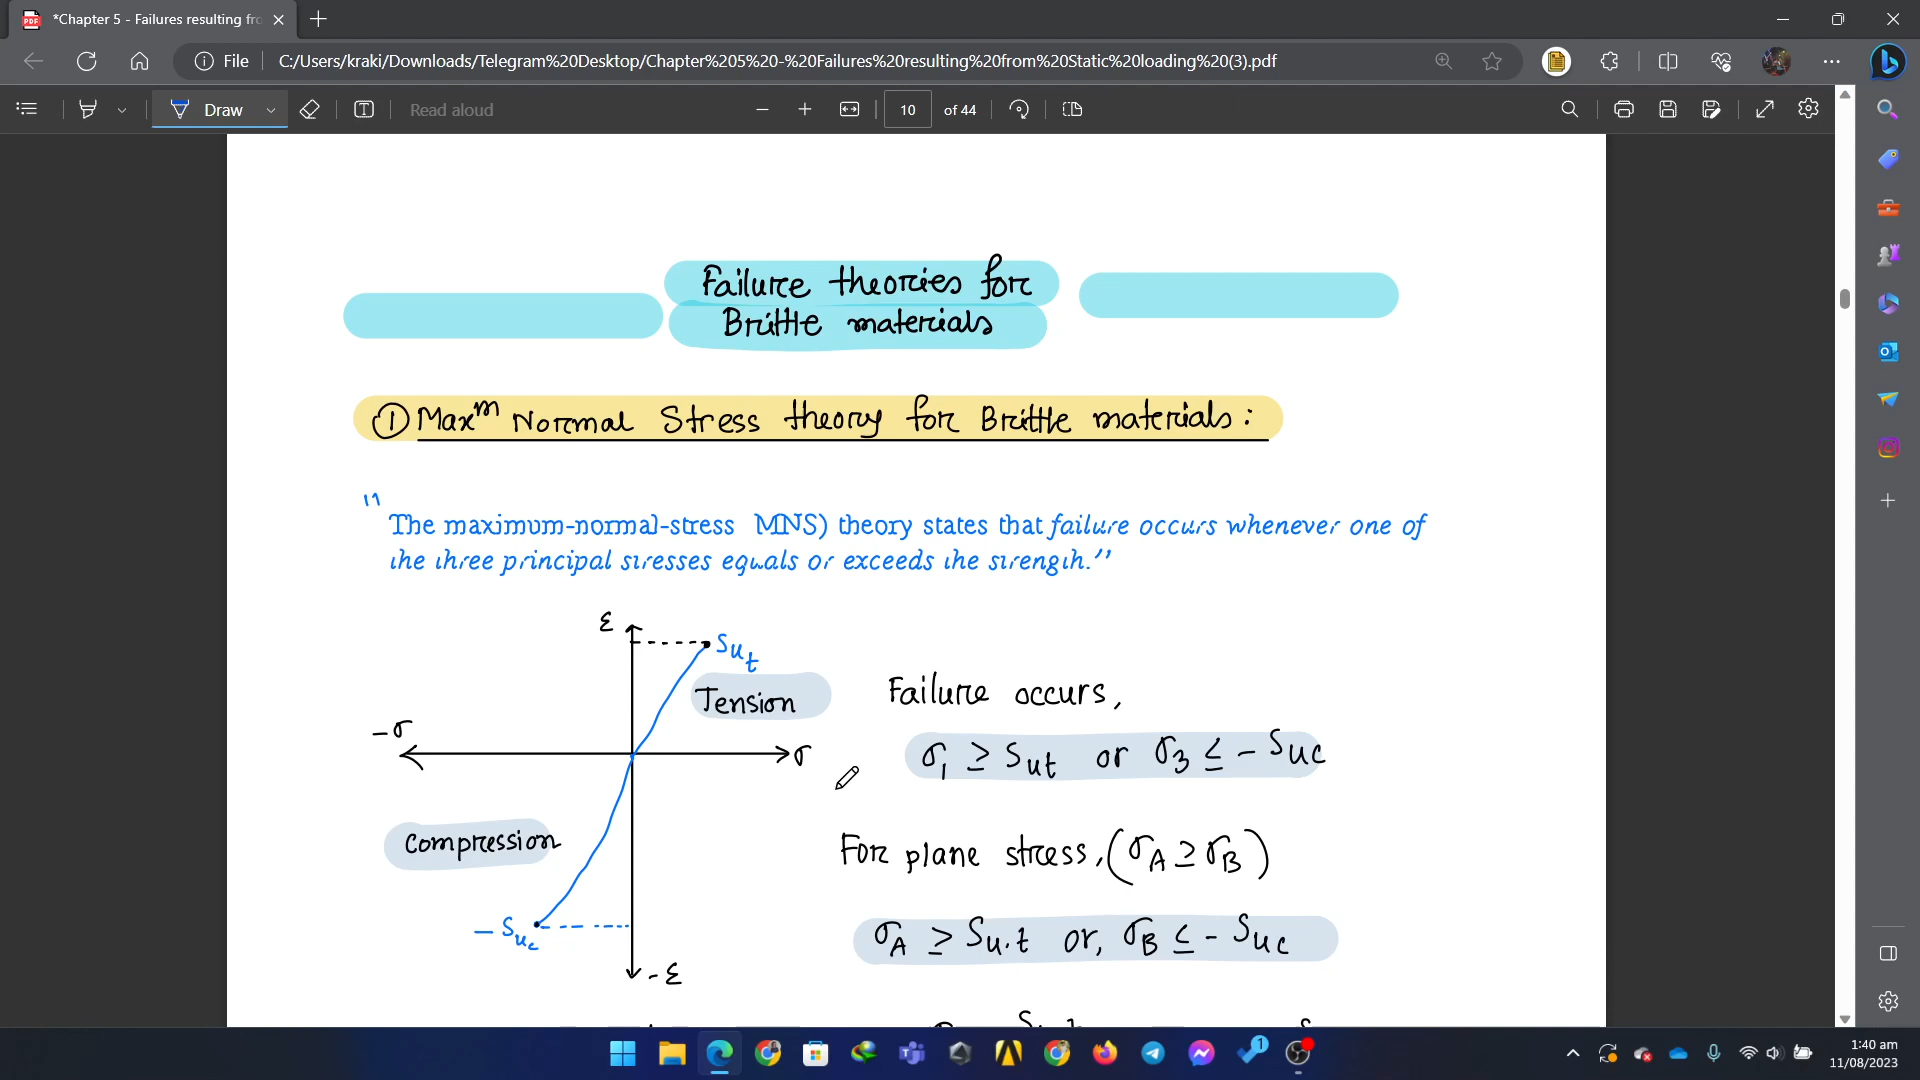 *Chapter 5 - Failures resulting fro
File
C:/Users/kraki/Downloads/Telegram%20Desktop/Chapter%205%20-%20Failures%20resulting%20from%20Static%20loading%20(3).pdf
Draw
Read aloud
10 of 44
Failure theories for
Brittle materials
① Maxᵐ Normal Stress theory for Brittle materials:
"The maximum-normal-stress MNS) theory states that failure occurs whenever one of
the three principal stresses equals or exceeds the strength."
ε
Sut
Tension
Failure occurs,
-σ
σ
σ1 ≥ Sut or σ3 ≤ - Suc
Compression
For plane stress, (σA ≥ σB)
- Suc
σA ≥ Su.t or, σB ≤ - Suc
-ε
1
1:40 am
11/08/2023